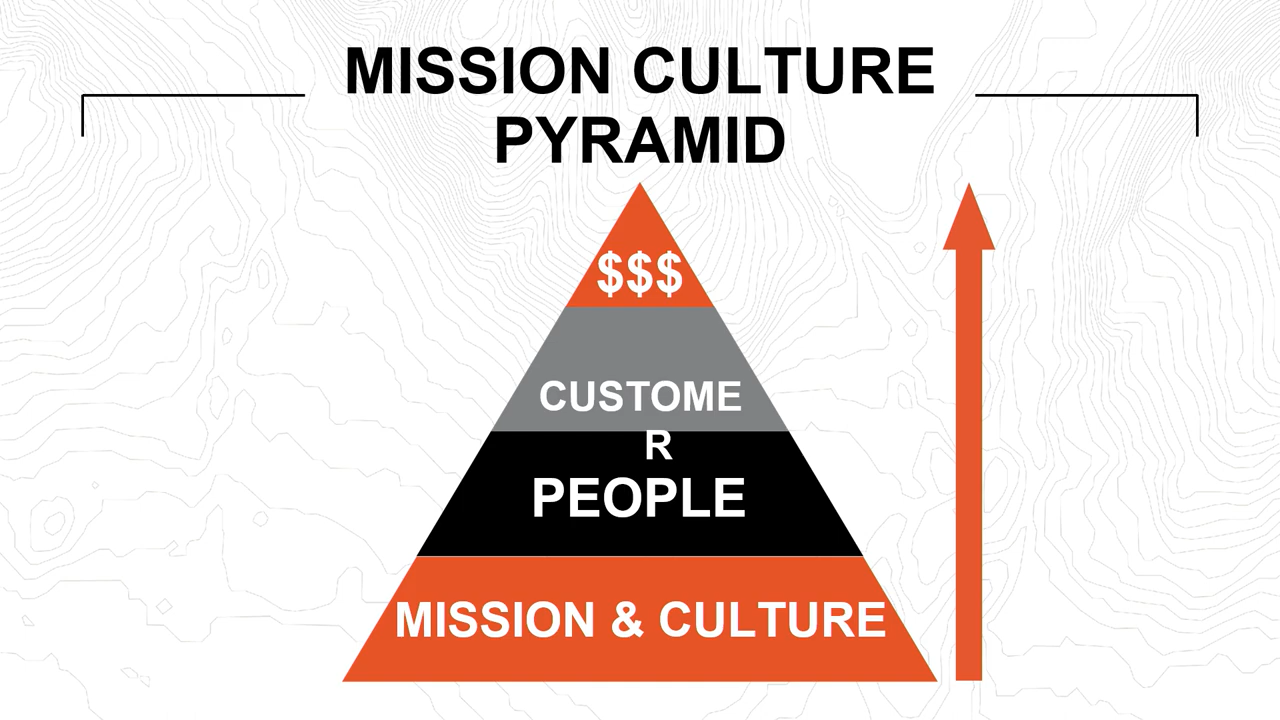 MISSION CULTURE
PYRAMID
$$$
CUSTOME
R
PEOPLE
MISSION & CULTURE